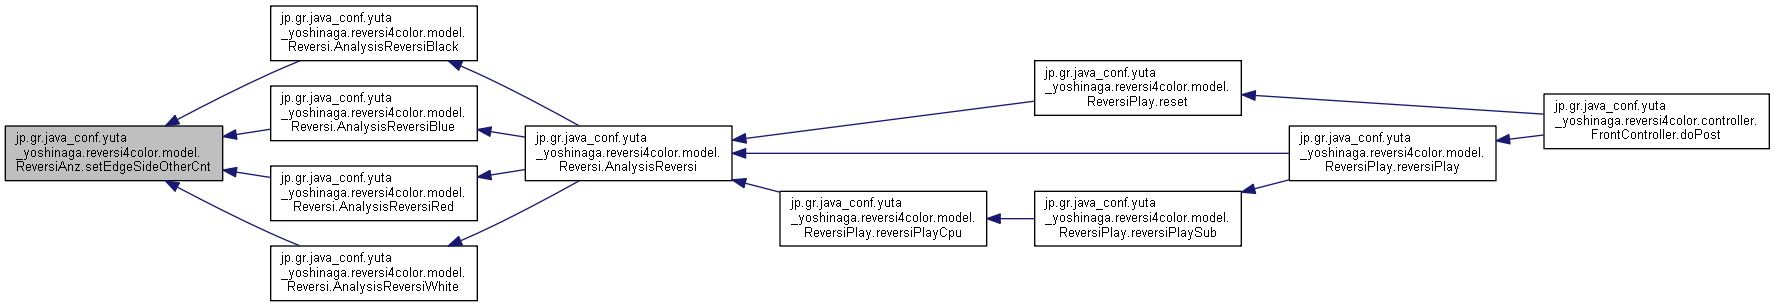 jp.gr.java_conf.yuta
_yoshinaga.reversi4color.model.
ReversiAnz.setEdgeSideOtherCnt
jp.gr.java_conf.yuta
_yoshinaga.reversi4color.model.
Reversi.AnalysisReversiBlack
jp.gr.java_conf.yuta
_yoshinaga.reversi4color.model.
Reversi.AnalysisReversiBlue
jp.gr.java_conf.yuta
_yoshinaga.reversi4color.model.
Reversi.AnalysisReversiRed
jp.gr.java_conf.yuta
_yoshinaga.reversi4color.model.
Reversi.AnalysisReversiWhite
jp.gr.java_conf.yuta
_yoshinaga.reversi4color.model.
Reversi.AnalysisReversi
jp.gr.java_conf.yuta
_yoshinaga.reversi4color.model.
ReversiPlay.reset
jp.gr.java_conf.yuta
_yoshinaga.reversi4color.model.
ReversiPlay.reversiPlayCpu
jp.gr.java_conf.yuta
_yoshinaga.reversi4color.model.
ReversiPlay.reversiPlaySub
jp.gr.java_conf.yuta
_yoshinaga.reversi4color.model.
ReversiPlay.reversiPlay
jp.gr.java_conf.yuta
_yoshinaga.reversi4color.controller.
FrontController.doPost